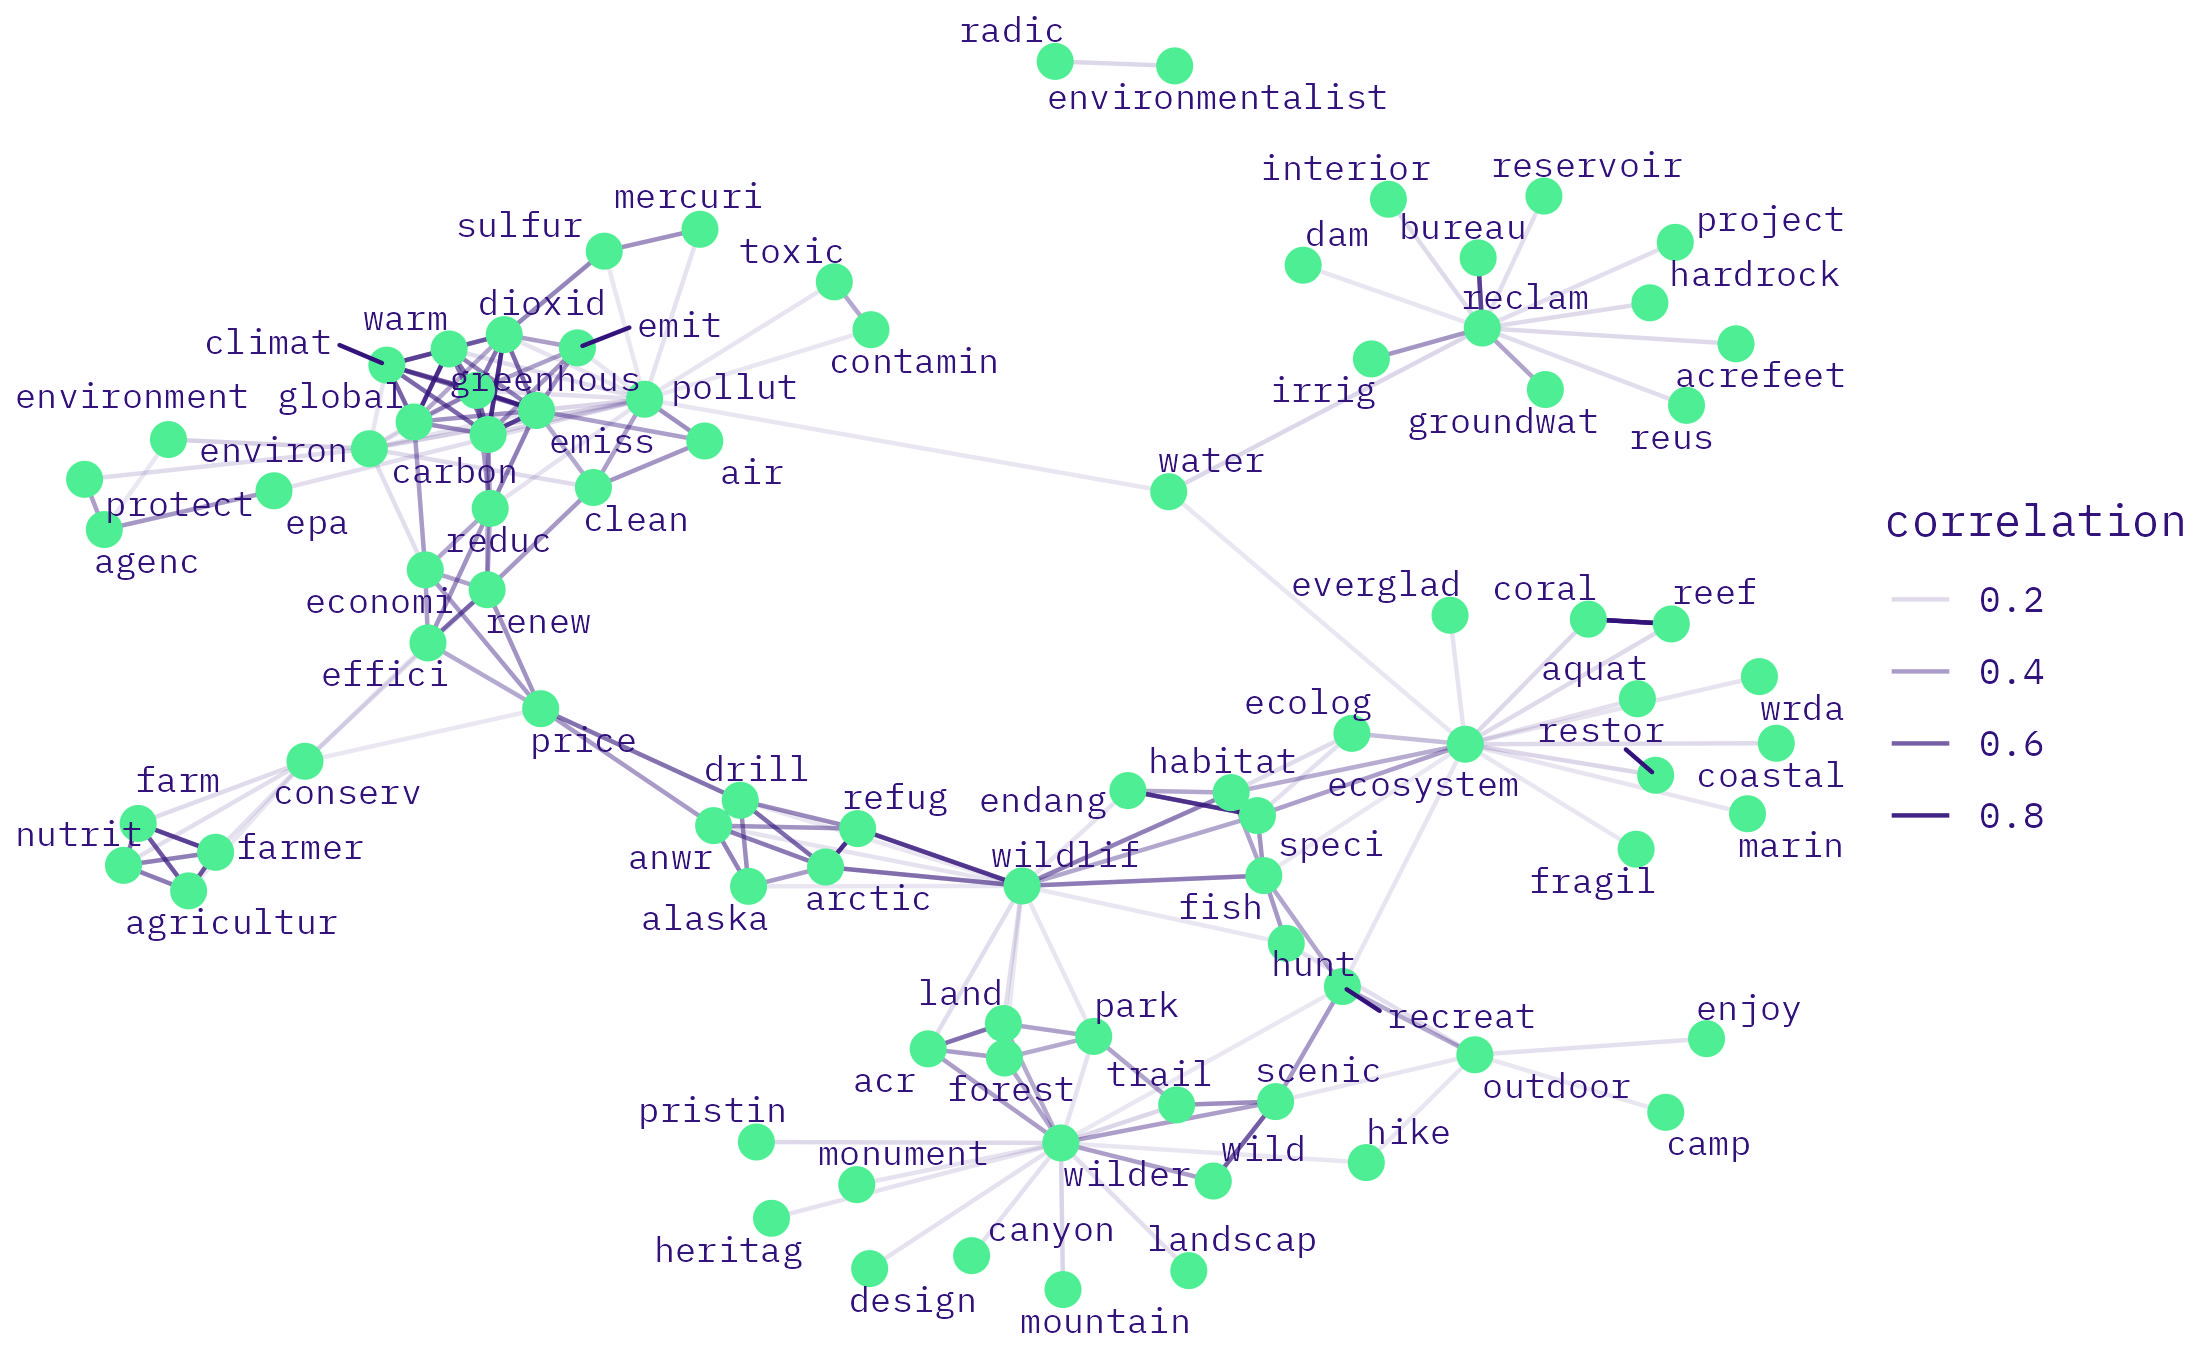 radic
environmentalist
interior
reservoir
mercuri
sulfur
toxic
dam
bureau
project
hardrock
dioxid
warm
emit
climat
reclam
contamin
greenhous
pollut
environment
global
irrig
acrefeet
groundwat
reus
environ
emiss
carbon
air
water
protect
epa
clean
agenc
reduc
correlation
0.2
0.4
0.6
0.8
everglad
coral
reef
economi
renew
effici
aquat
ecolog
wrda
restor
price
habitat
drill
farm
conserv
refug
endang
ecosystem
coastal
nutrit
farmer
anwr
wildlif
speci
marin
fragil
arctic
alaska
fish
agricultur
hunt
land
park
recreat
enjoy
acr
forest
trail
scenic
outdoor
pristin
monument
wild
hike
camp
wilder
heritag
canyon
landscap
design
mountain